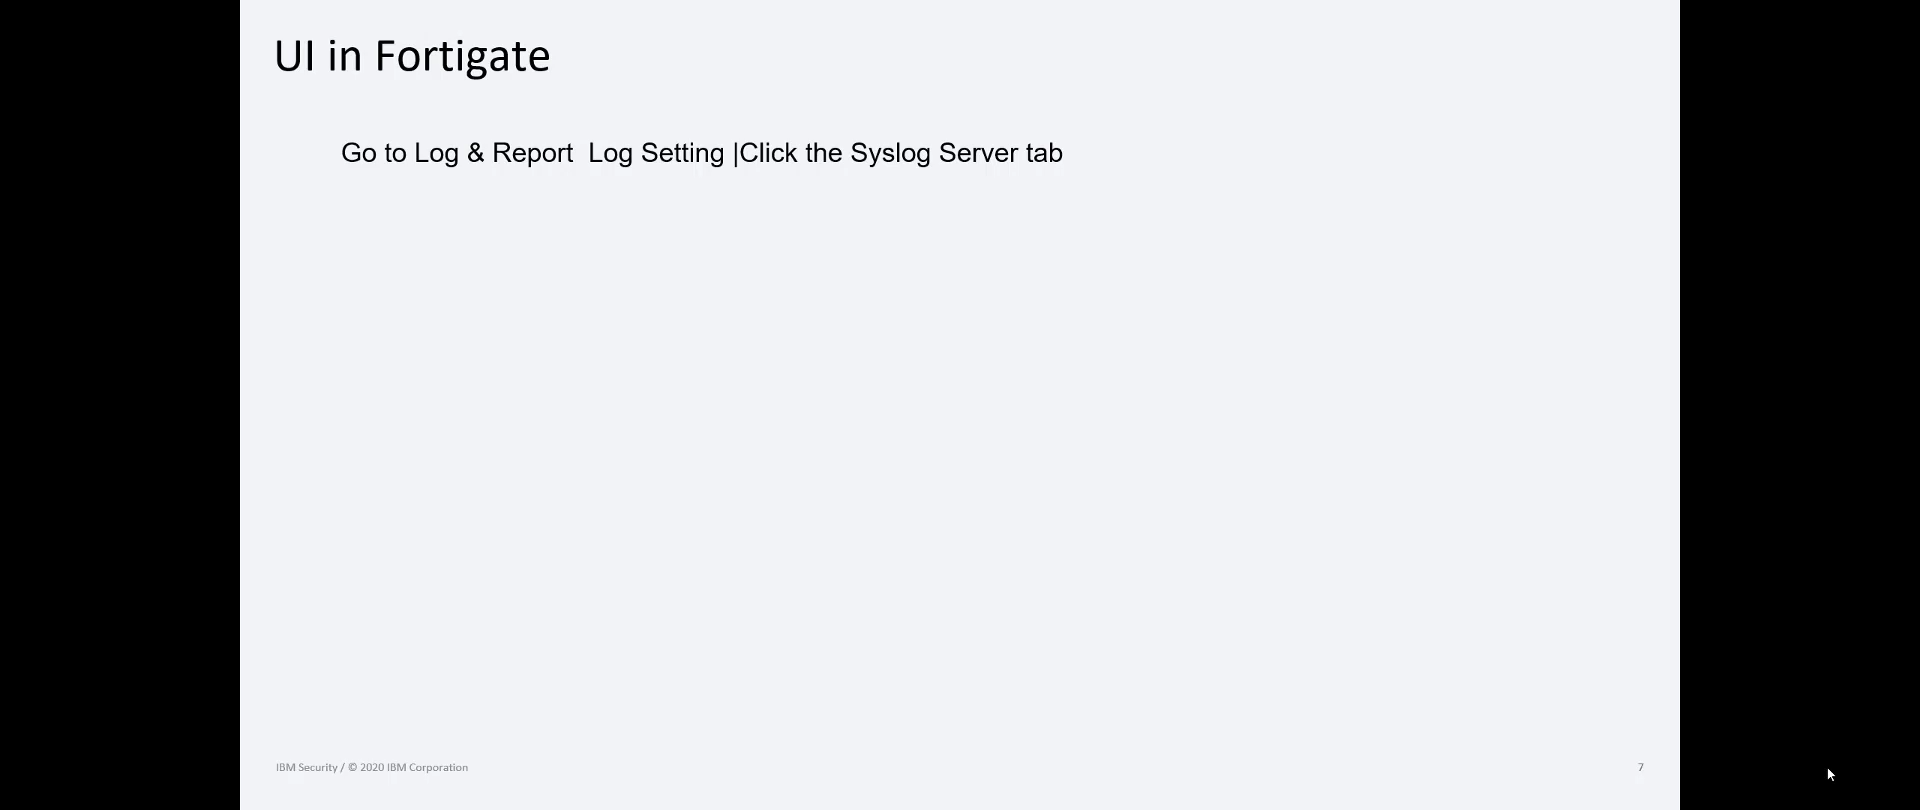 UI in Fortigate
Go to Log & Report  Log Setting |Click the Syslog Server tab
IBM Security / © 2020 IBM Corporation
7